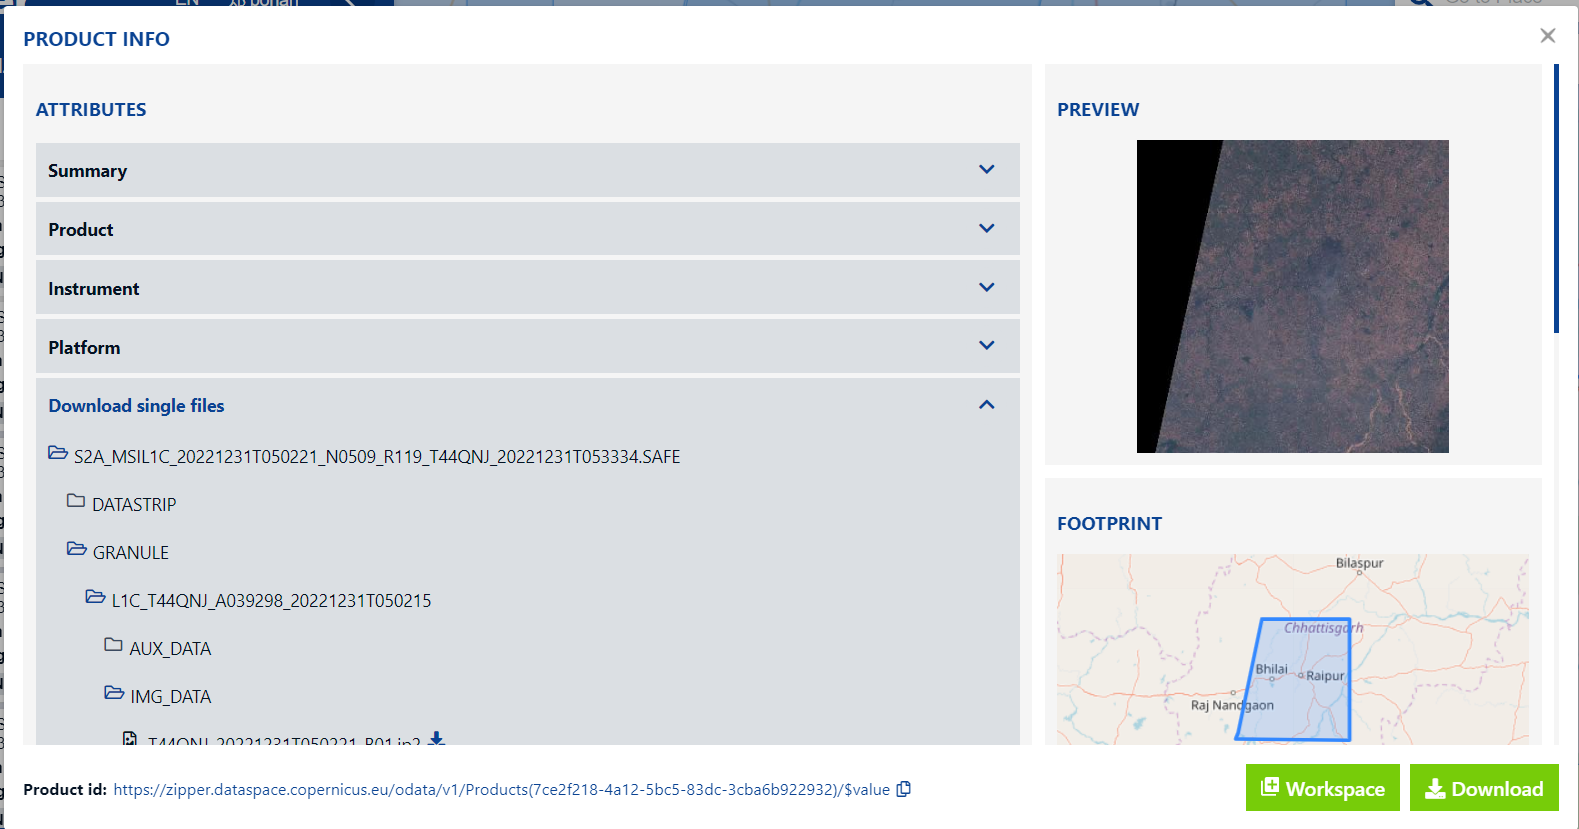 PRODUCT INFO
ATTRIBUTES
Summary
Product
Instrument
Platform
Download single files
S2A_MSIL1C_20221231T050221_N0509_R119_T44QNJ_20221231T053334.SAFE
DATASTRIP
GRANULE
L1C_T44QNJ_A039298_20221231T050215
AUX_DATA
IMG_DATA
T44QNJ_20221231T050221_B01.jp2
PREVIEW
FOOTPRINT
Bilaspur
Chhattisgarh
Bhilai
Raipur
Raj Nandgaon
Product id: https://zipper.dataspace.copernicus.eu/odata/v1/Products(7ce2f218-4a12-5bc5-83dc-3cba6b922932)/$value
Workspace
Download